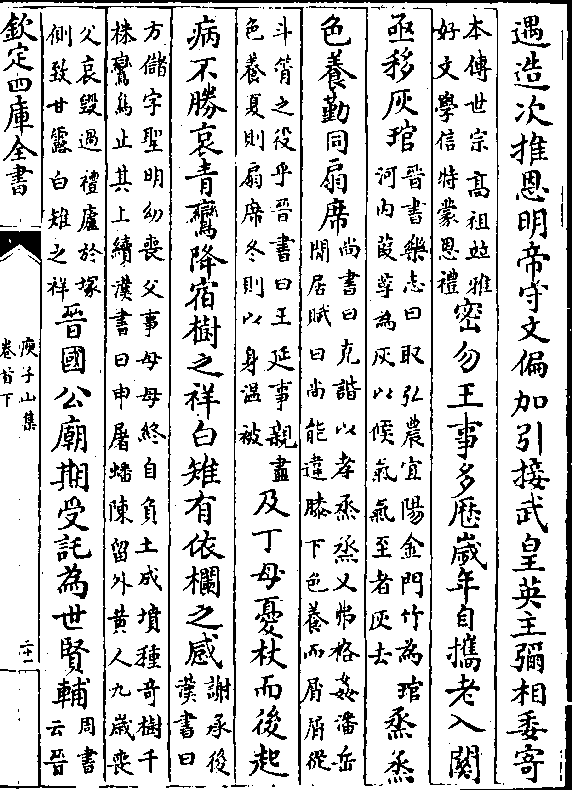 遇造次推恩明帝守文偏加引接武皇英主彌相委寄
本傳世宗高祖並雅
好文學信特蒙恩禮
密勿王事多歴嵗年自攜老入闗
亟移灰琯
晉書樂志曰取弘農宜陽金門竹為琯
河内葭莩為灰以候氣氣至者灰去
烝烝
色養勤同扇席
尚書曰克諧以孝烝烝乂弗格姦潘岳
閒居賦曰尚能違膝下色養而屑屑從
斗筲之役乎晉書曰王延事親盡
色養夏則扇席冬則以身温被
及丁母憂杖而後起
病不勝哀青鸞降宿樹之祥白雉有依欄之感
謝承後
漢書曰
方儲字聖明幼喪父事母母終自負土成墳種竒樹千
株鸞鳥止其上續漢書曰申屠蟠陳留外黄人九嵗喪
父哀毁過禮廬於塚
側致甘露白雉之祥
晉國公廟期受託為世賢輔
周書
云晉
欽定四庫全書
庾子山集
卷首下
二十一